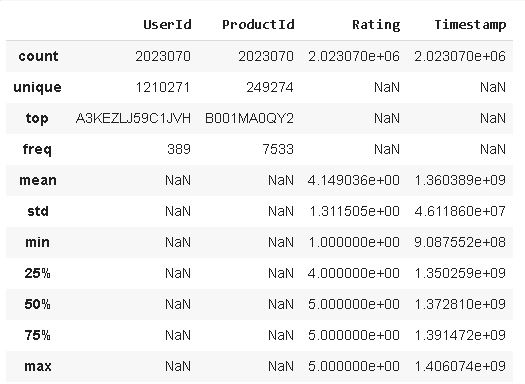 UserId ProductId Rating Timestamp
count 2023070 2023070 2.023070e+06 2.023070e+06
unique 1210271 249274 NaN NaN
top A3KEZLJ59C1JVH B001MA0QY2 NaN NaN
freq 389 7533 NaN NaN
mean NaN NaN 4.149036e+00 1.360389e+09
std NaN NaN 1.311505e+00 4.611860e+07
min NaN NaN 1.000000e+00 9.087552e+08
25% NaN NaN 4.000000e+00 1.350259e+09
50% NaN NaN 5.000000e+00 1.372810e+09
75% NaN NaN 5.000000e+00 1.391472e+09
max NaN NaN 5.000000e+00 1.406074e+09